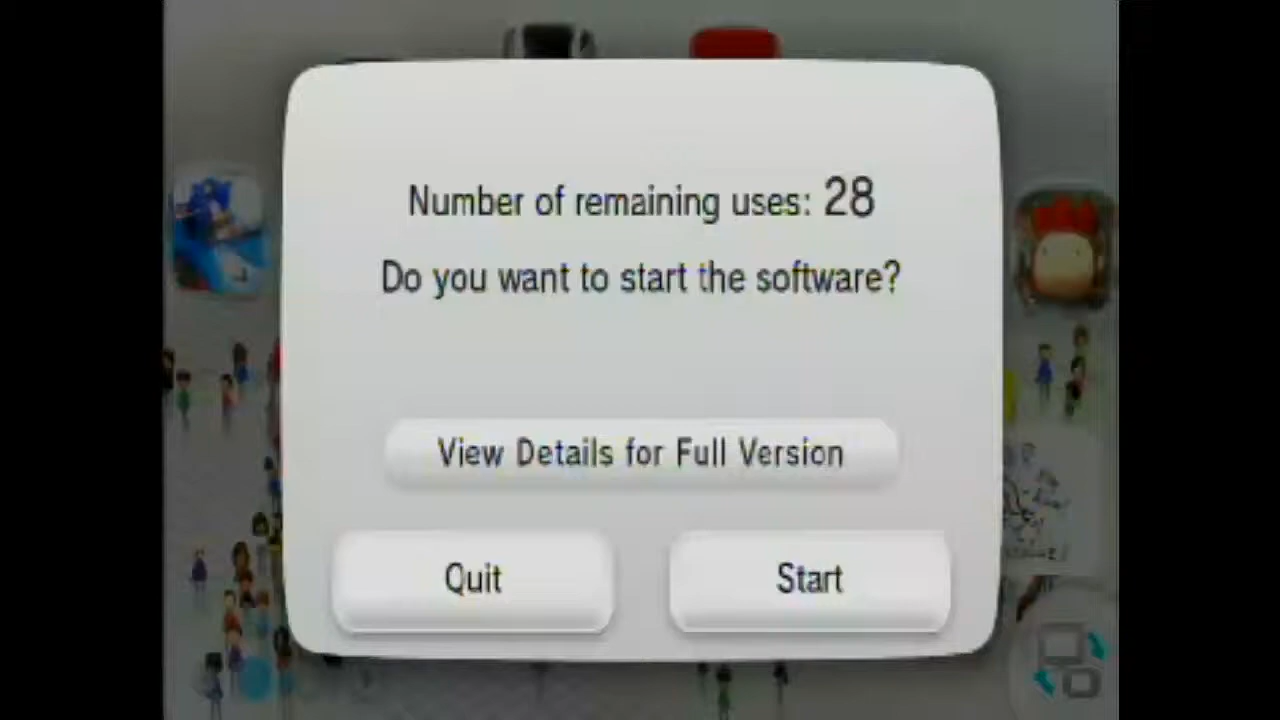 Number of remaining uses: 28
Do you want to start the software?
View Details for Full Version
Quit
Start